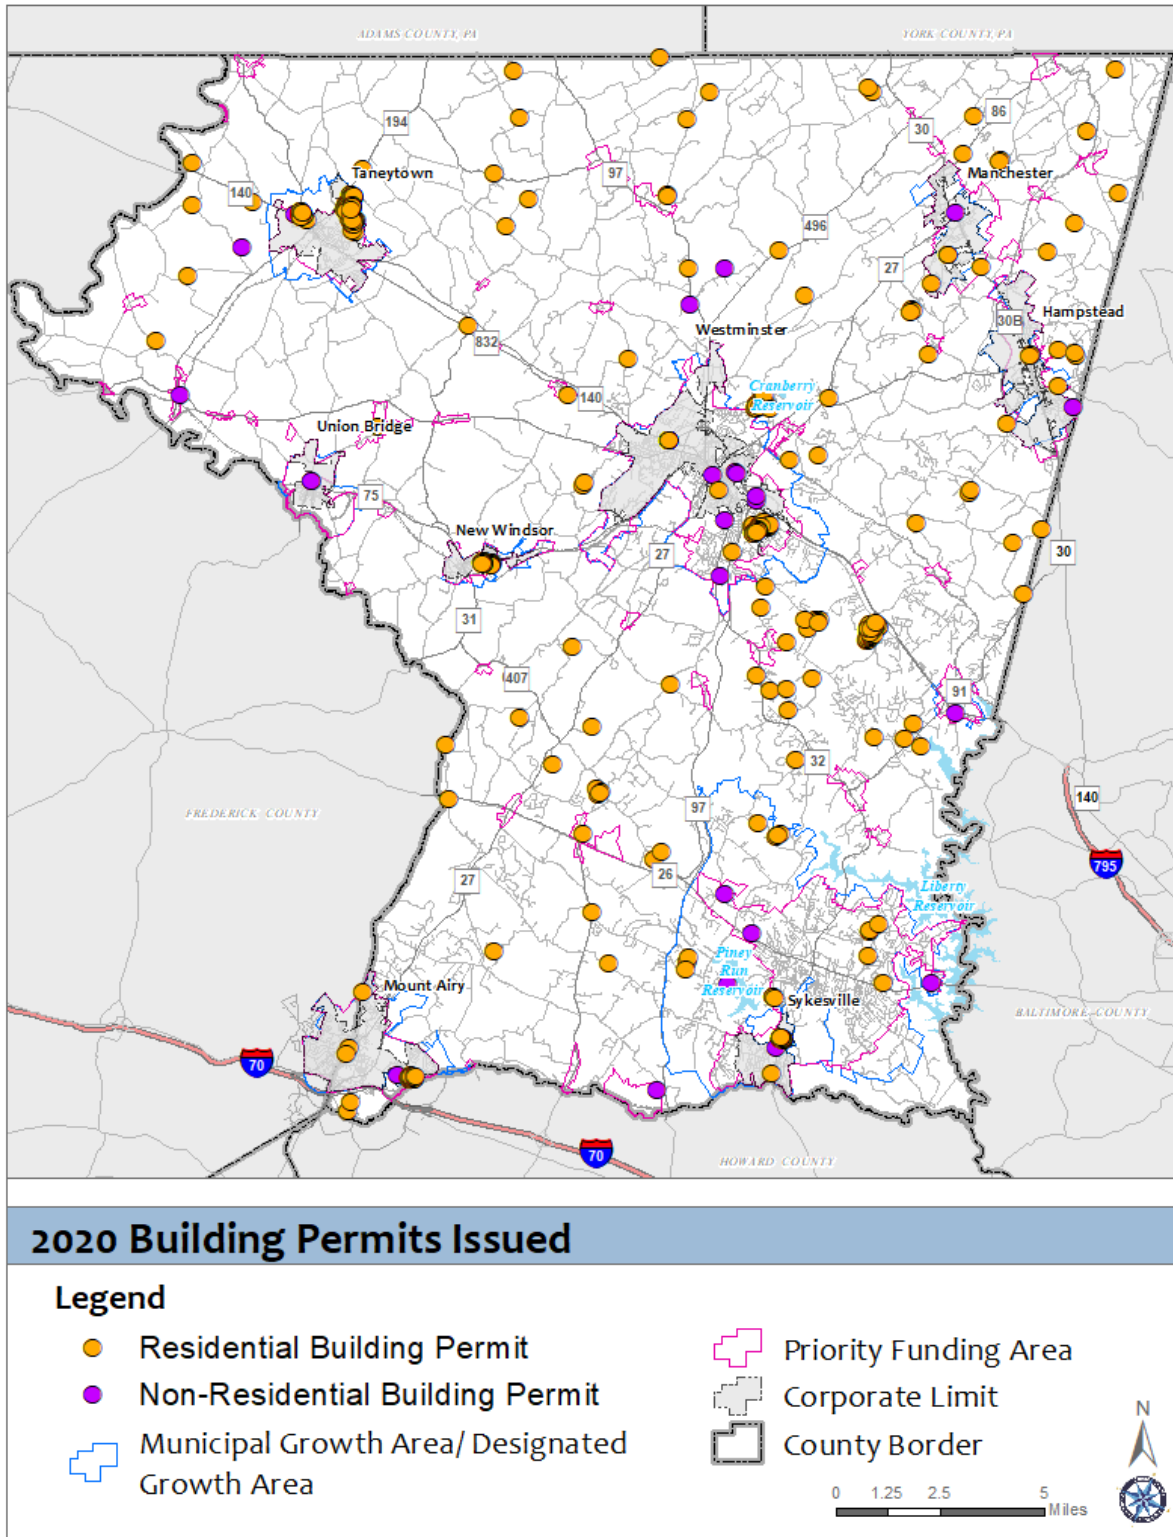 ADAMS COUNTY, PA
YORK COUNTY, PA
194
86
30
97
Taneytown
Manchester
140
496
27
Hampstead
30B
Westminster
832
Cranberry
Reservoir
140
Union Bridge
75
New Windsor
27
30
31
407
91
32
FREDERICK COUNTY
97
140
795
27
26
Liberty
Reservoir
Piney
Run
Reservoir
Mount Airy
Sykesville
BALTIMORE COUNTY
70
70
HOWARD COUNTY
2020 Building Permits Issued
Legend
Residential Building Permit
Non-Residential Building Permit
Municipal Growth Area/ Designated
Growth Area
Priority Funding Area
Corporate Limit
County Border
N
0 1.25 2.5 5
Miles